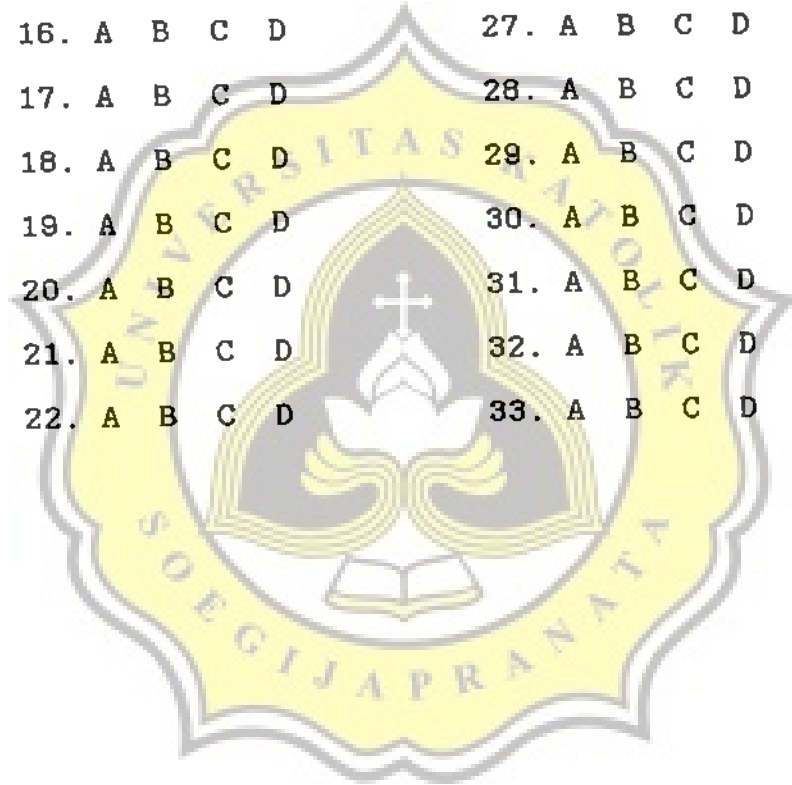 16. A B C D 27. A B C D
17. A B C D 28. A B C D
18. A B C D 29. A B C D
19. A B C D 30. A B C D
20. A B C D 31. A B C D
21. A B C D 32. A B C D
22. A B C D 33. A B C D
UNIVERSITAS KATOLIK
SOEGIJAPRANATA